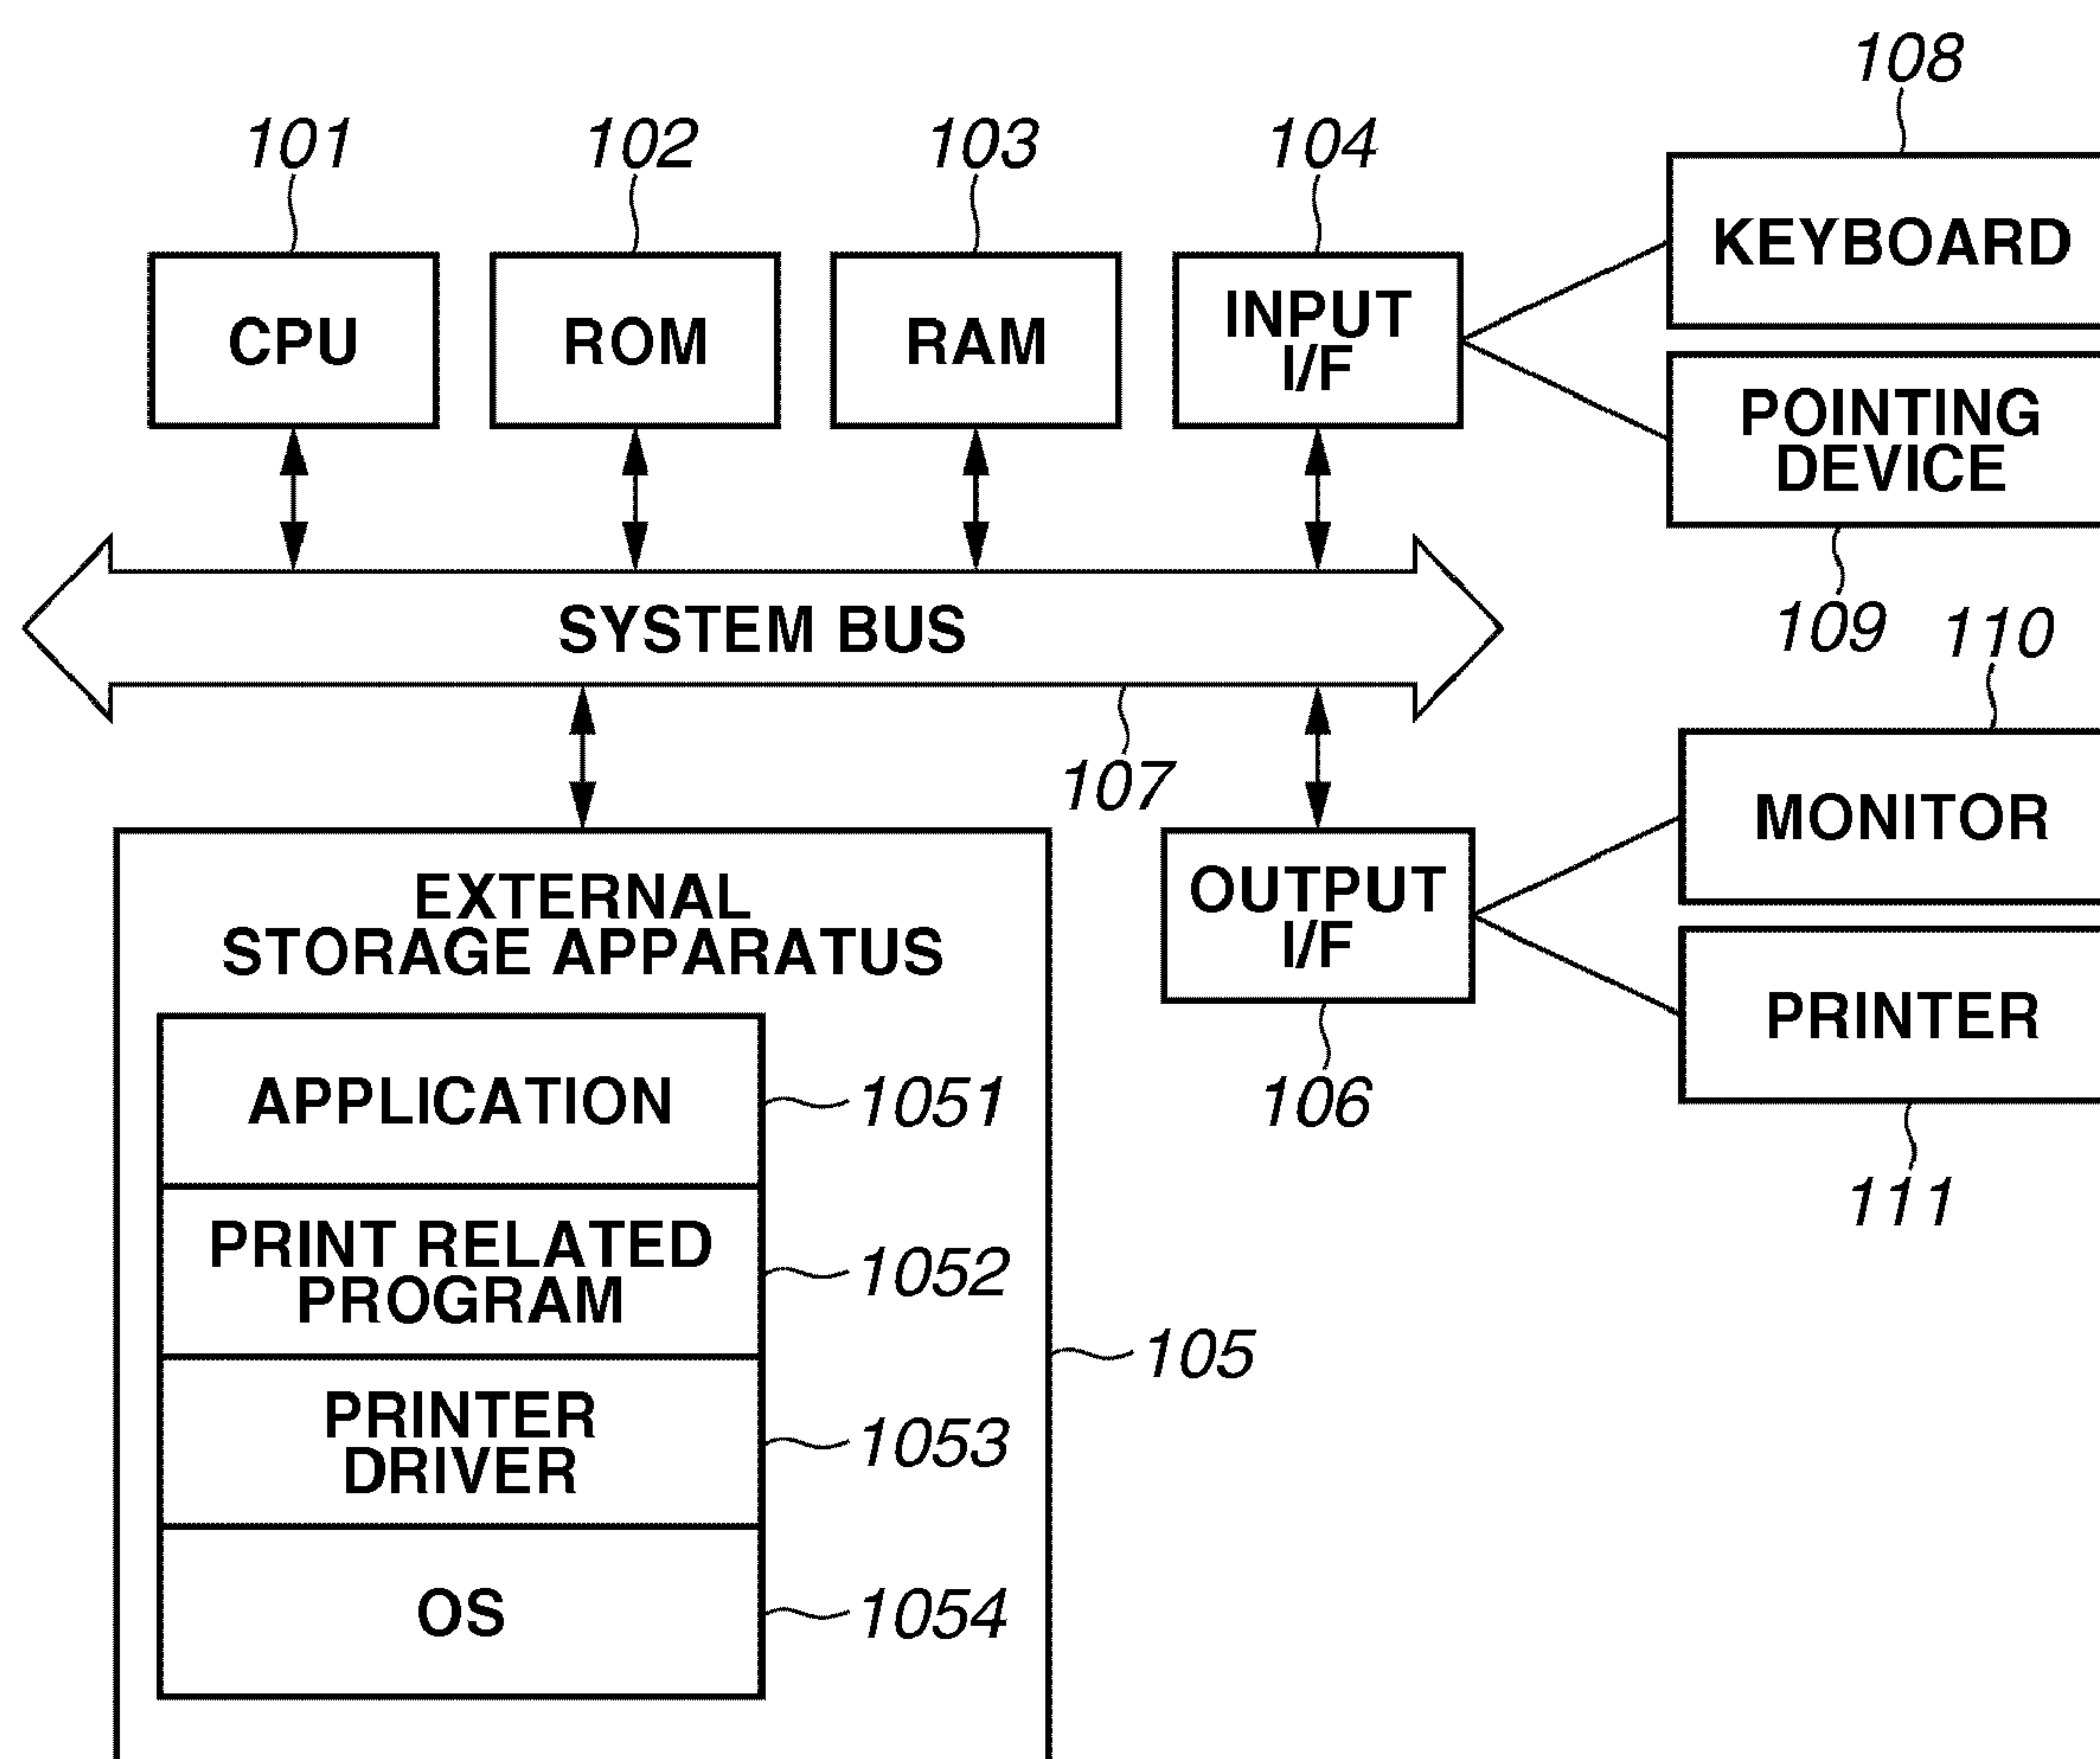 108
101
102
103
104
KEYBOARD
CPU
ROM
RAM
INPUT
I/F
POINTING
DEVICE
109
110
SYSTEM BUS
107
MONITOR
EXTERNAL
STORAGE APPARATUS
OUTPUT
I/F
PRINTER
106
111
APPLICATION
1051
PRINT RELATED
PROGRAM
1052
105
PRINTER
DRIVER
1053
OS
1054